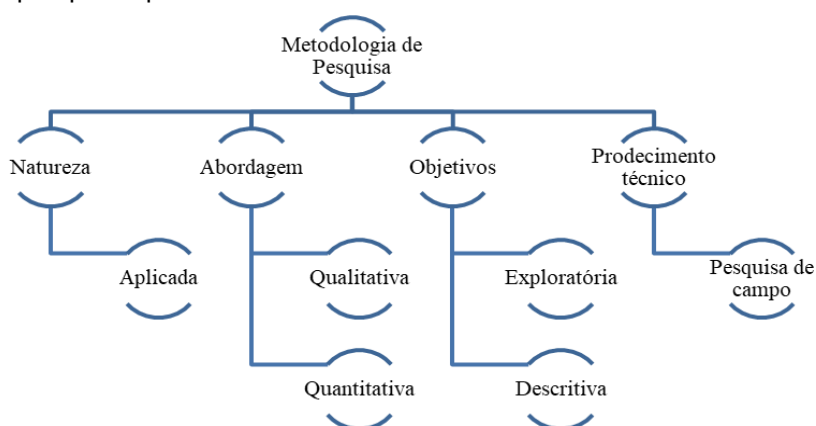 Metodologia de
Pesquisa
Natureza
Abordagem
Objetivos
Prodecimento
técnico
Aplicada
Qualitativa
Exploratória
Pesquisa de
campo
Quantitativa
Descritiva